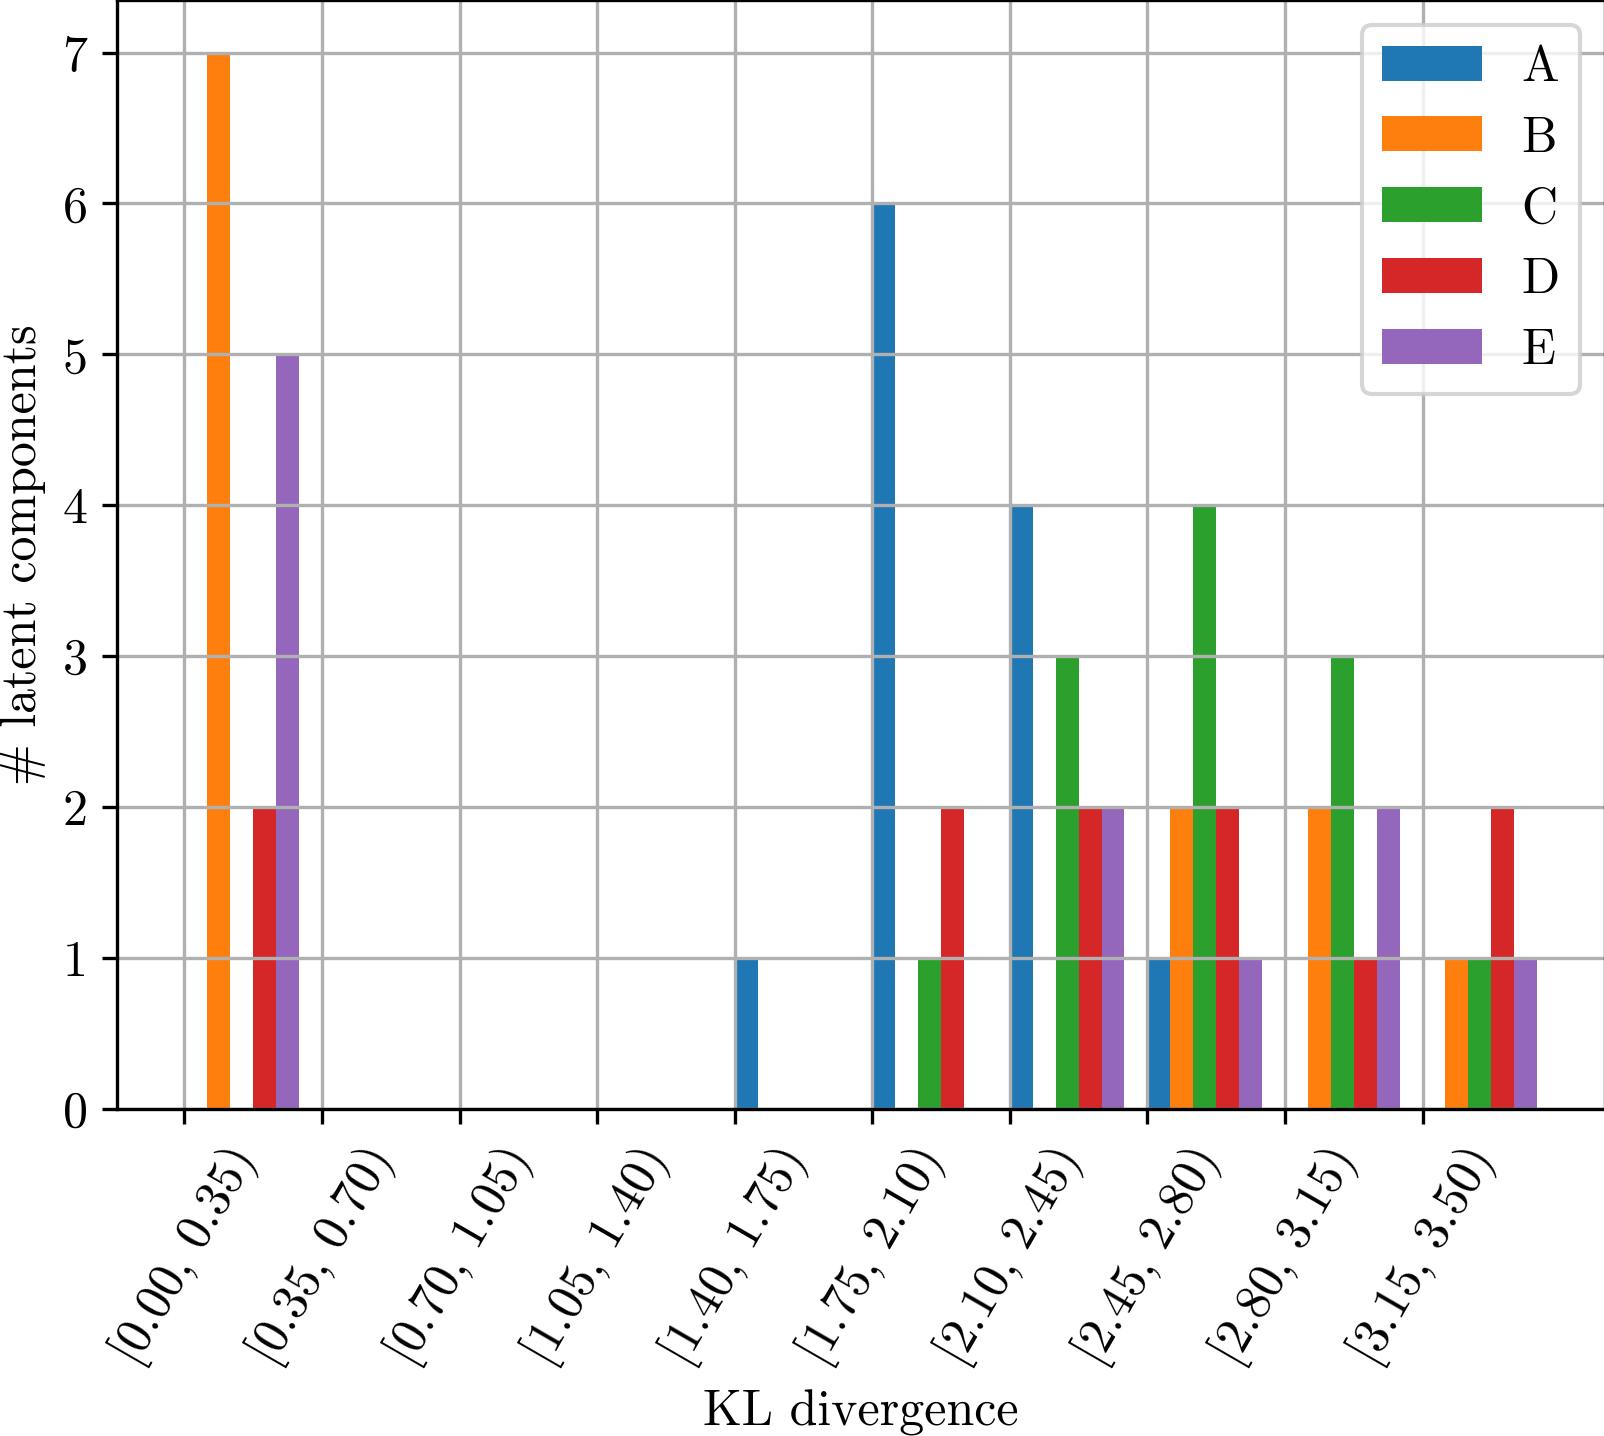 # latent components
7
6
5
4
3
2
1
0
A
B
C
D
E
[0.00, 0.35)
[0.35, 0.70)
[0.70, 1.05)
[1.05, 1.40)
[1.40, 1.75)
[1.75, 2.10)
[2.10, 2.45)
[2.45, 2.80)
[2.80, 3.15)
[3.15, 3.50)
KL divergence